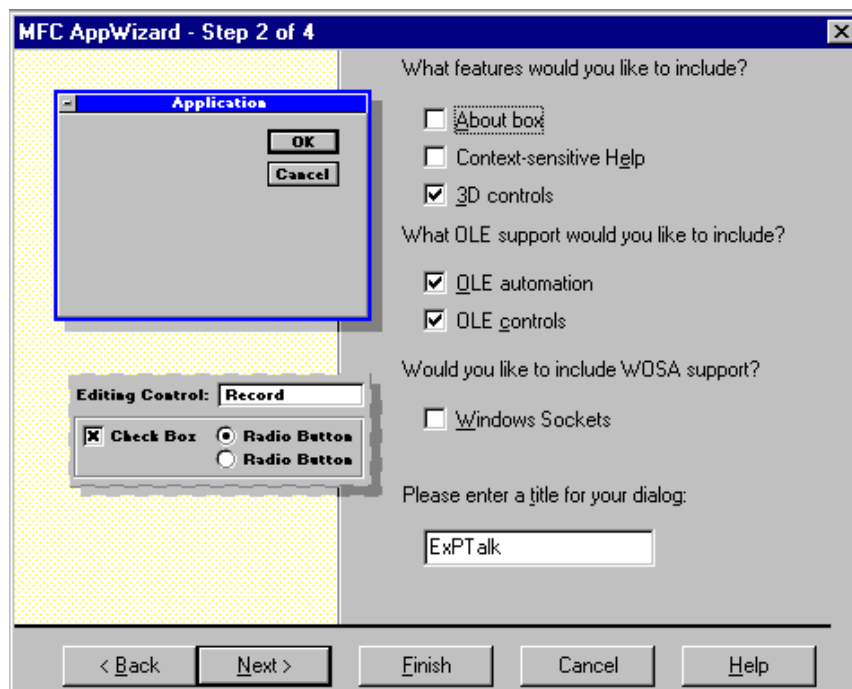 MFC AppWizard - Step 2 of 4
Application
OK
Cancel
Editing Control: Record
Check Box Radio Button
Radio Button
What features would you like to include?
About box
Context-sensitive Help
3D controls
What OLE support would you like to include?
OLE automation
OLE controls
Would you like to include WOSA support?
Windows Sockets
Please enter a title for your dialog:
ExPTalk
< Back Next > Finish Cancel Help